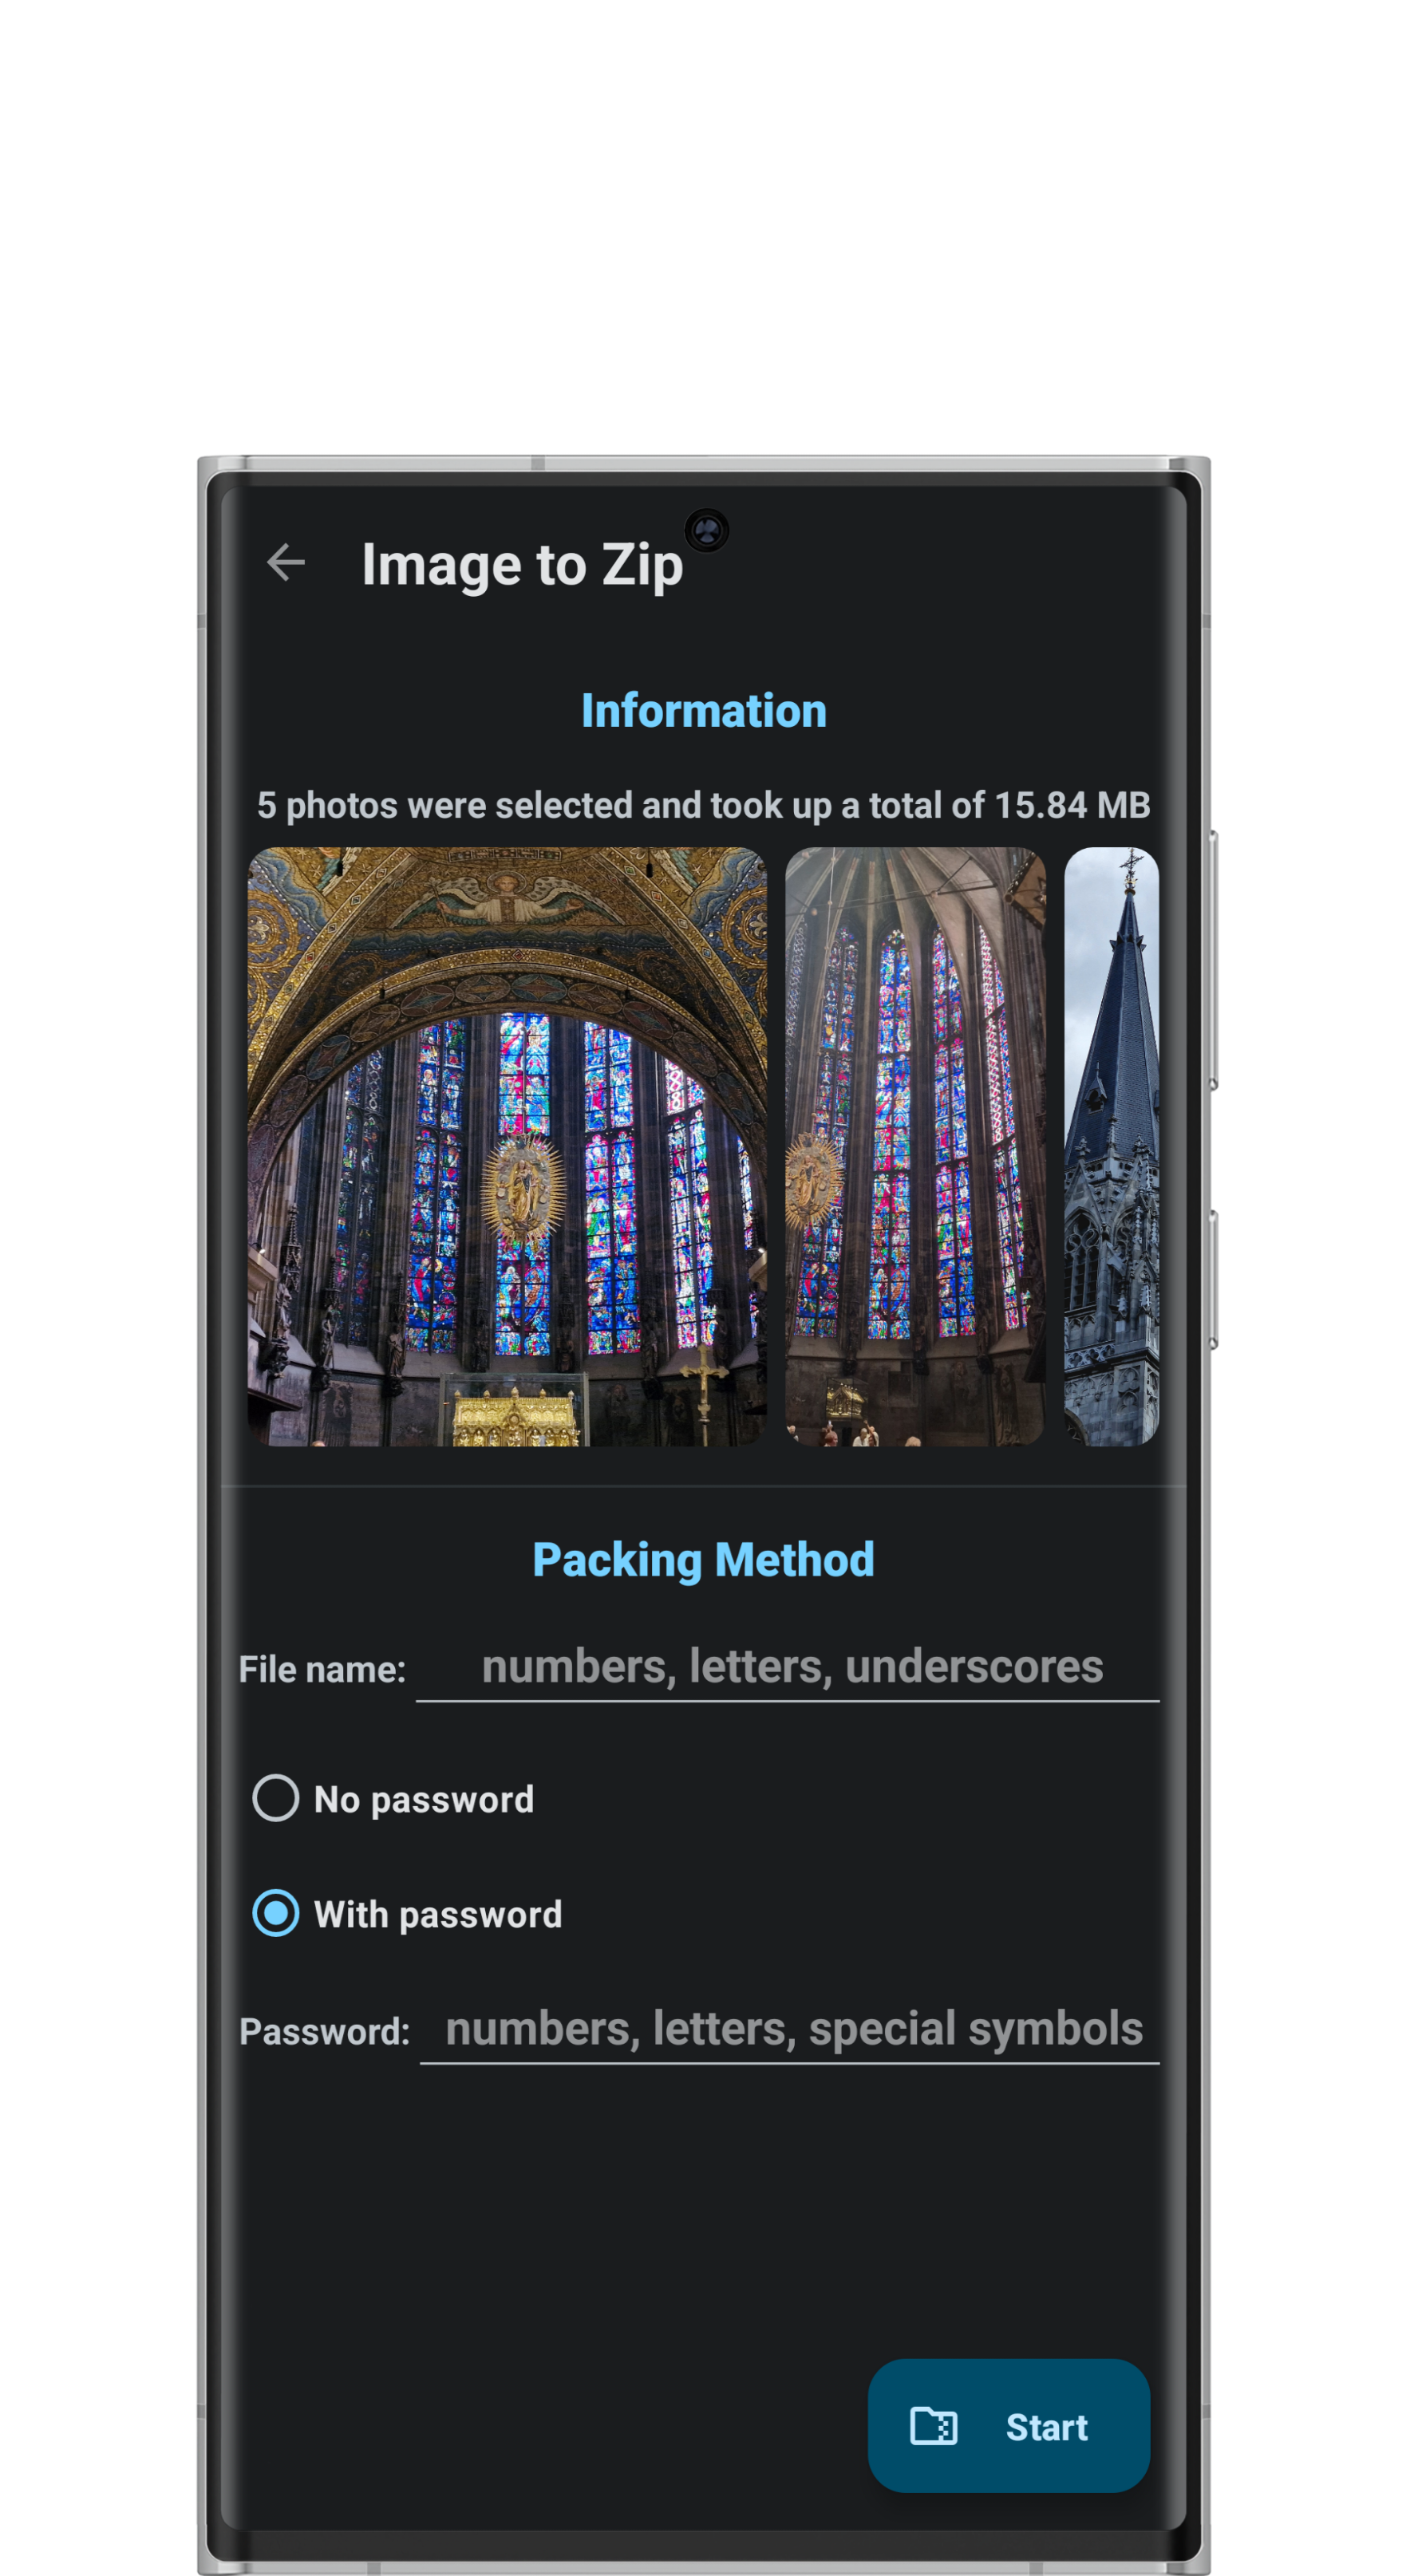 Image to Zip
Information
5 photos were selected and took up a total of 15.84 MB
Packing Method
File name: numbers, letters, underscores
No password
With password
Password: numbers, letters, special symbols
Start